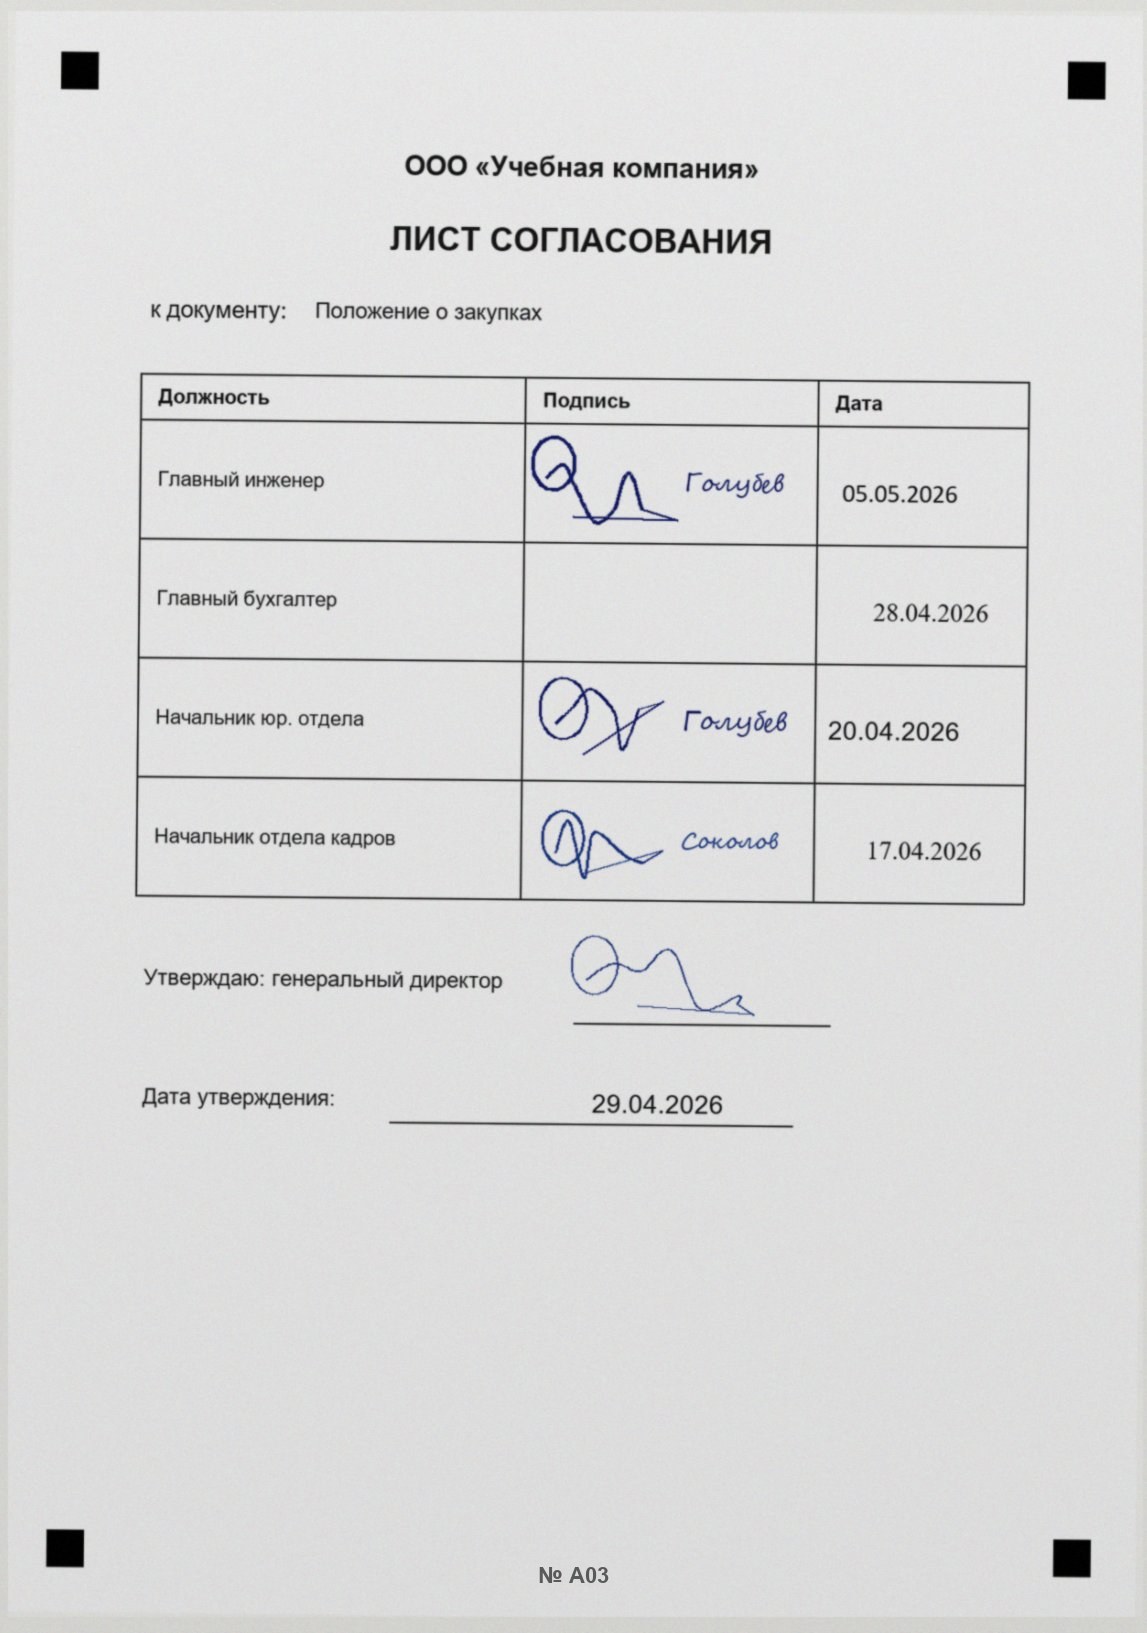 ООО «Учебная компания»
ЛИСТ СОГЛАСОВАНИЯ
к документу: Положение о закупках
Должность Подпись Дата
Главный инженер Голубев 05.05.2026
Главный бухгалтер 28.04.2026
Начальник юр. отдела Голубев 20.04.2026
Начальник отдела кадров Соколов 17.04.2026
Утверждаю: генеральный директор
Дата утверждения: 29.04.2026
№ A03